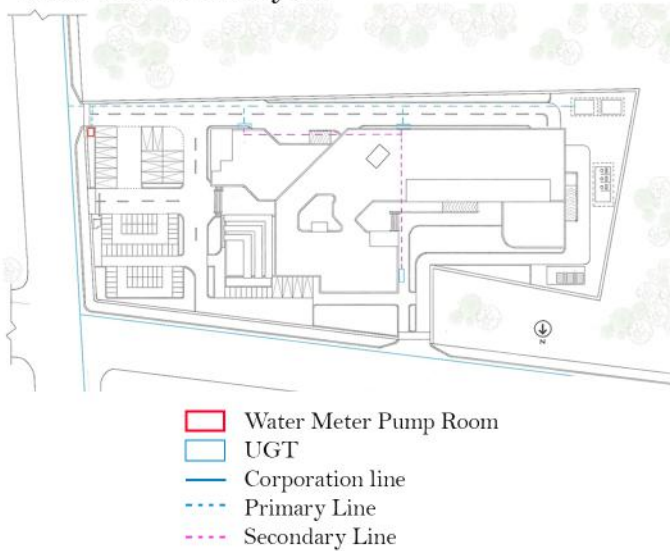 N
Water Meter Pump Room
UGT
Corporation line
Primary Line
Secondary Line